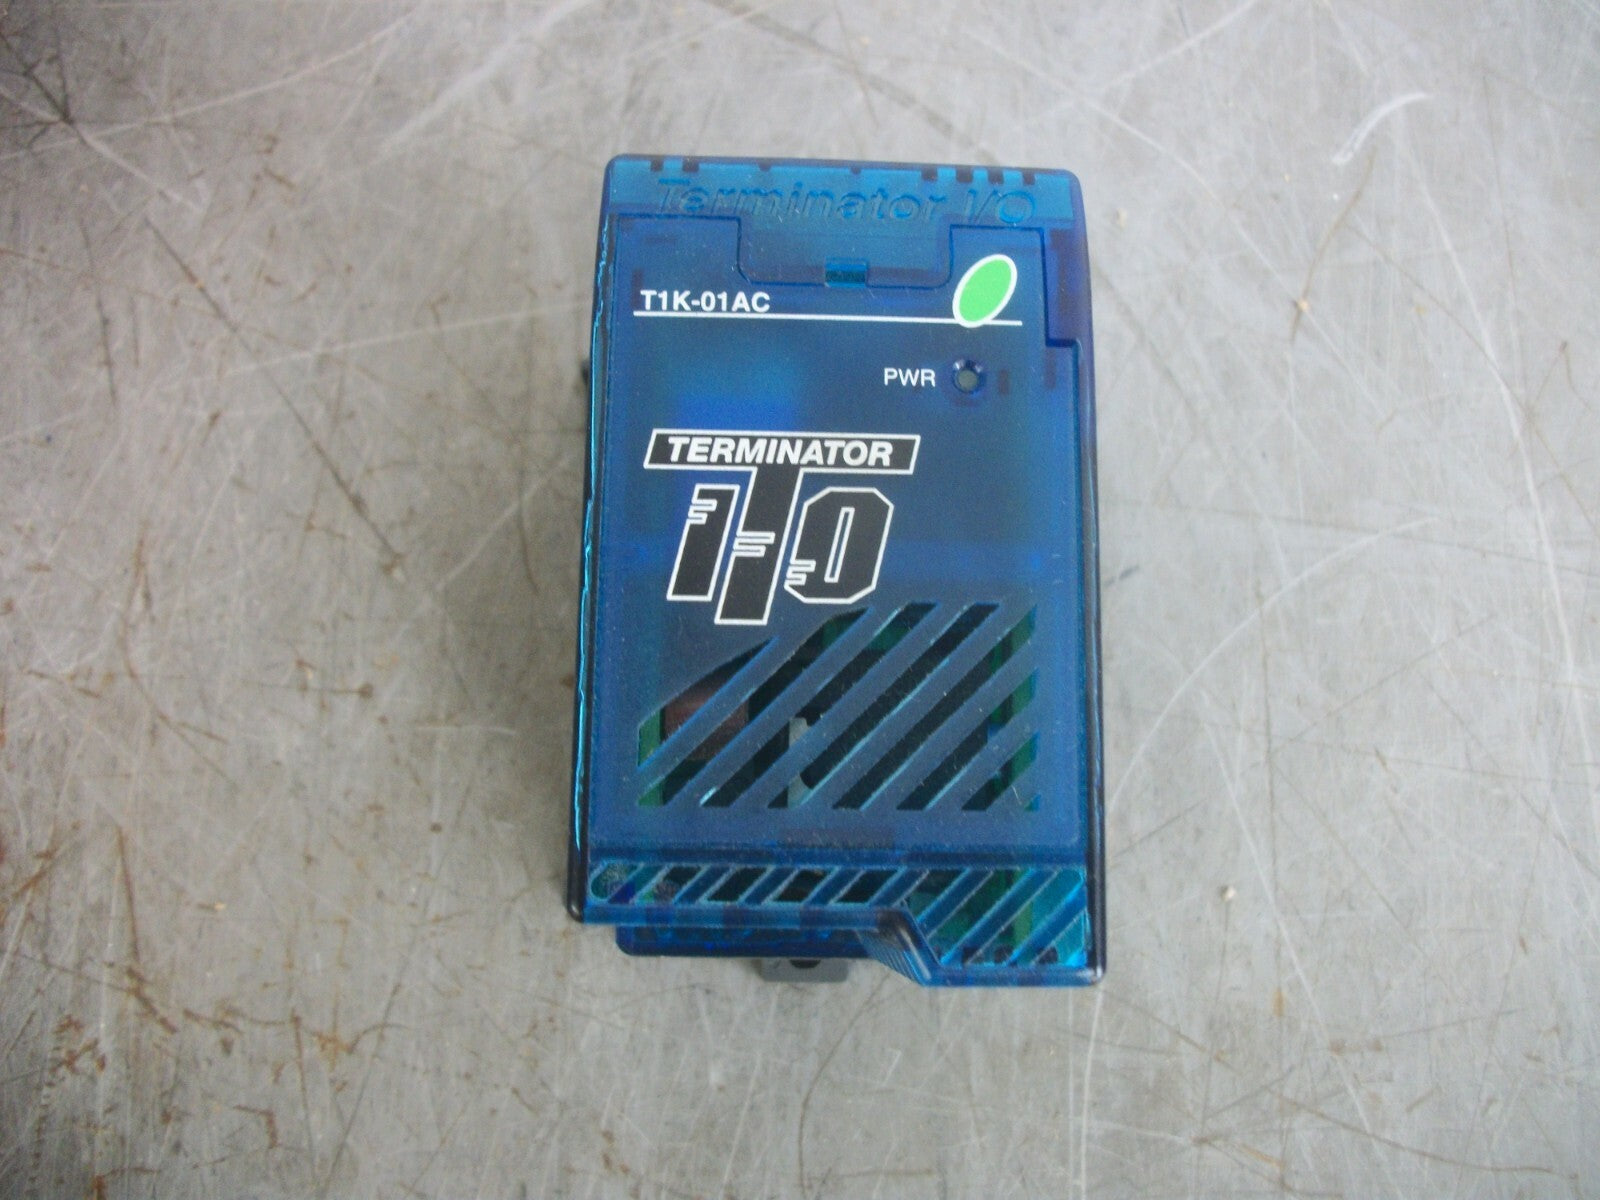 Terminator I/O
T1K-01AC
PWR
TERMINATOR
I/O